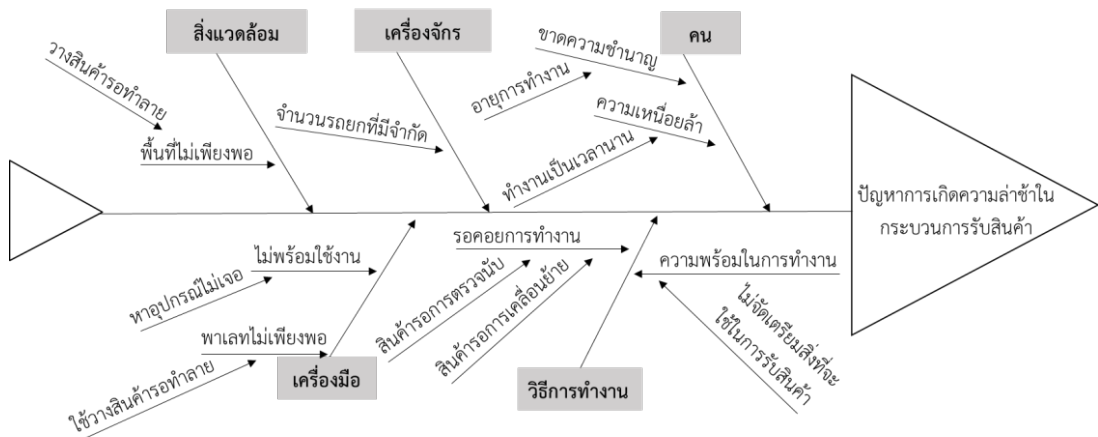 สิ่งแวดล้อม
เครื่องจักร
คน
วางสินค้ารอทำลาย
พื้นที่ไม่เพียงพอ
จำนวนรถยกที่มีจำกัด
ขาดความชำนาญ
อายุการทำงาน
ความเหนื่อยล้า
ทำงานเป็นเวลานาน
ปัญหาการเกิดความล่าช้าใน
กระบวนการรับสินค้า
ไม่พร้อมใช้งาน
หาอุปกรณ์ไม่เจอ
พาเลทไม่เพียงพอ
ใช้วางสินค้ารอทำลาย
เครื่องมือ
รอคอยการทำงาน
สินค้ารอการตรวจนับ
สินค้ารอการเคลื่อนย้าย
ความพร้อมในการทำงาน
ไม่จัดเตรียมสิ่งที่จะ
ใช้ในการรับสินค้า
วิธีการทำงาน